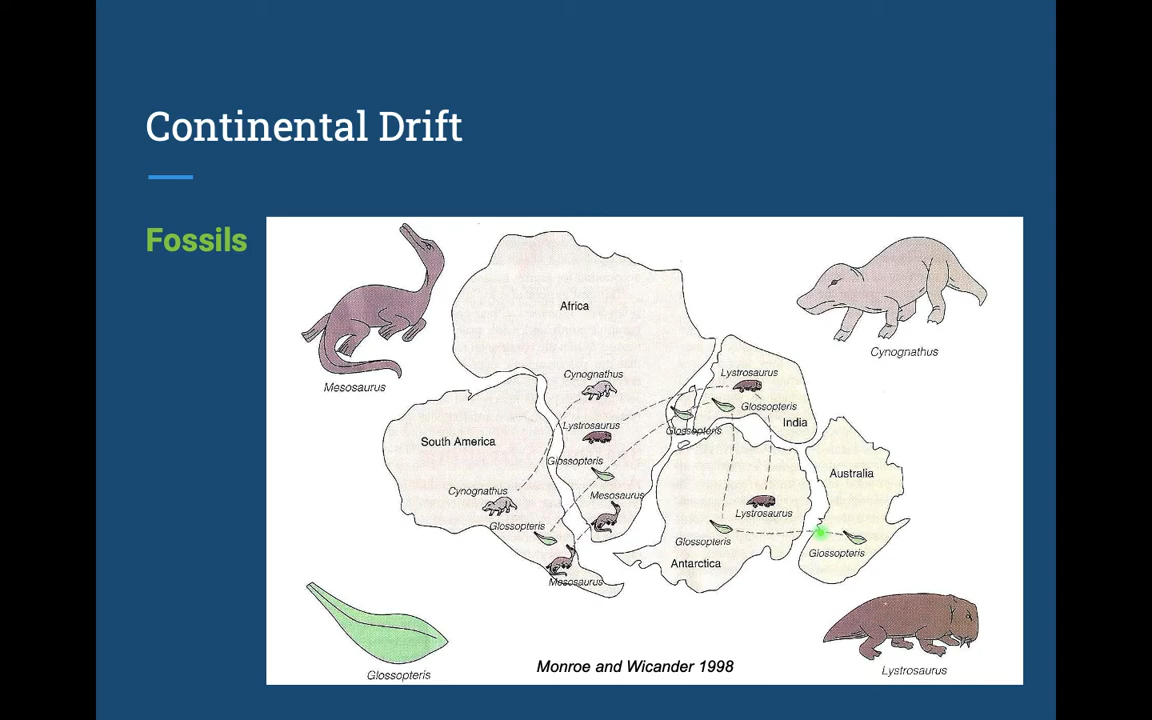 Continental Drift
Fossils
Africa
Cynognathus
Mesosaurus
Cynognathus
Lystrosaurus
Glossopteris
India
Lystrosaurus
Glossopteris
South America
Glossopteris
Australia
Cynognathus
Mesosaurus
Lystrosaurus
Glossopteris
Glossopteris
Glossopteris
Antarctica
Mesosaurus
Glossopteris
Monroe and Wicander 1998
Lystrosaurus